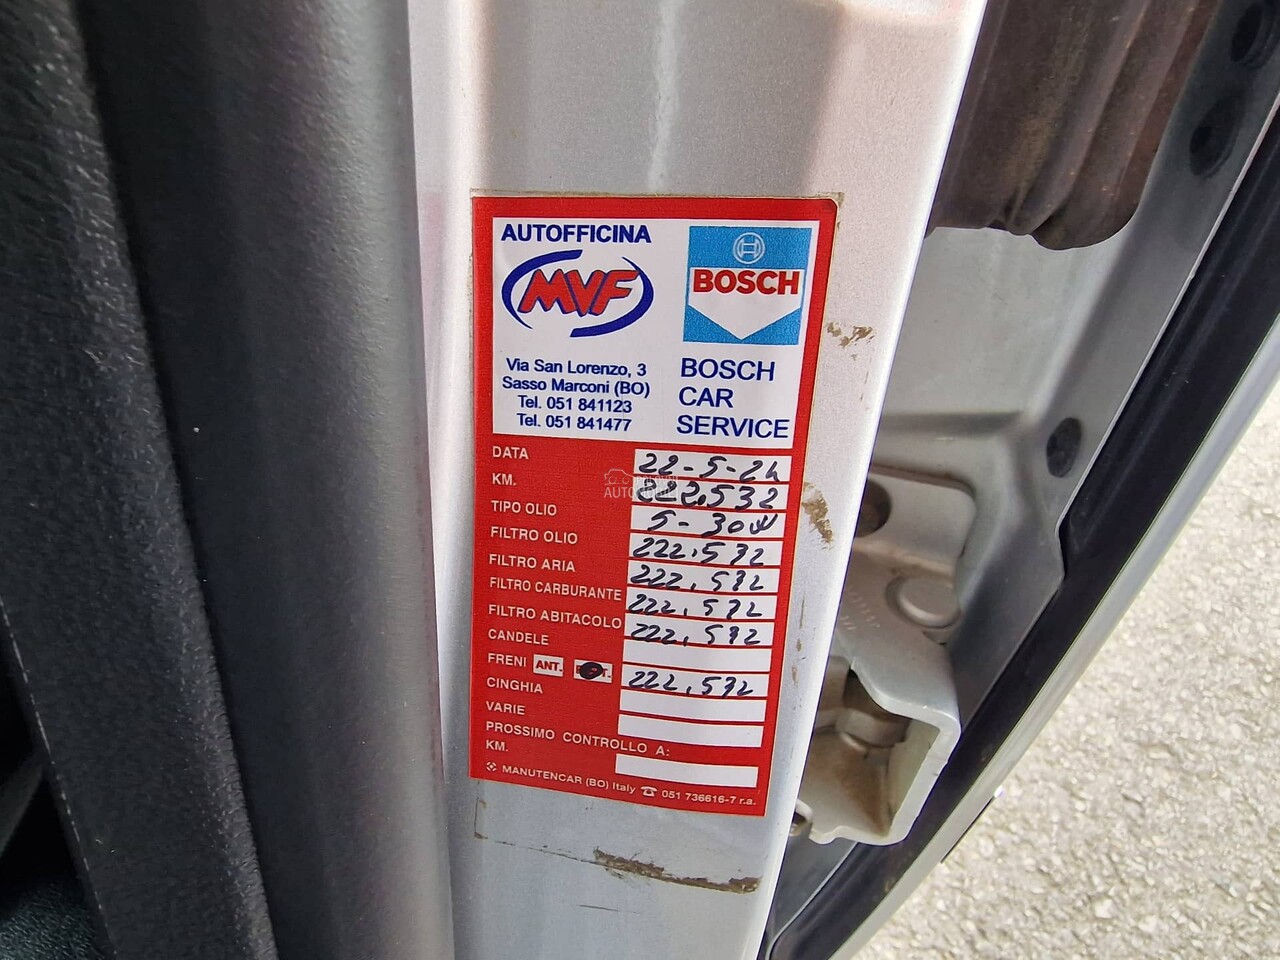 AUTOFFICINA
MVF
BOSCH
Via San Lorenzo, 3
Sasso Marconi (BO)
Tel. 051 841123
Tel. 051 841477
BOSCH
CAR
SERVICE
DATA 22-5-24
KM. 222.532
TIPO OLIO 5-30W
FILTRO OLIO 222.532
FILTRO ARIA 222.532
FILTRO CARBURANTE 222.532
FILTRO ABITACOLO 222.532
CANDELE
FRENI ANT. 222.532
CINGHIA
VARIE
PROSSIMO CONTROLLO A:
KM.
MANUTENCAR (BO) Italy ☎ 051 736616-7 r.a.